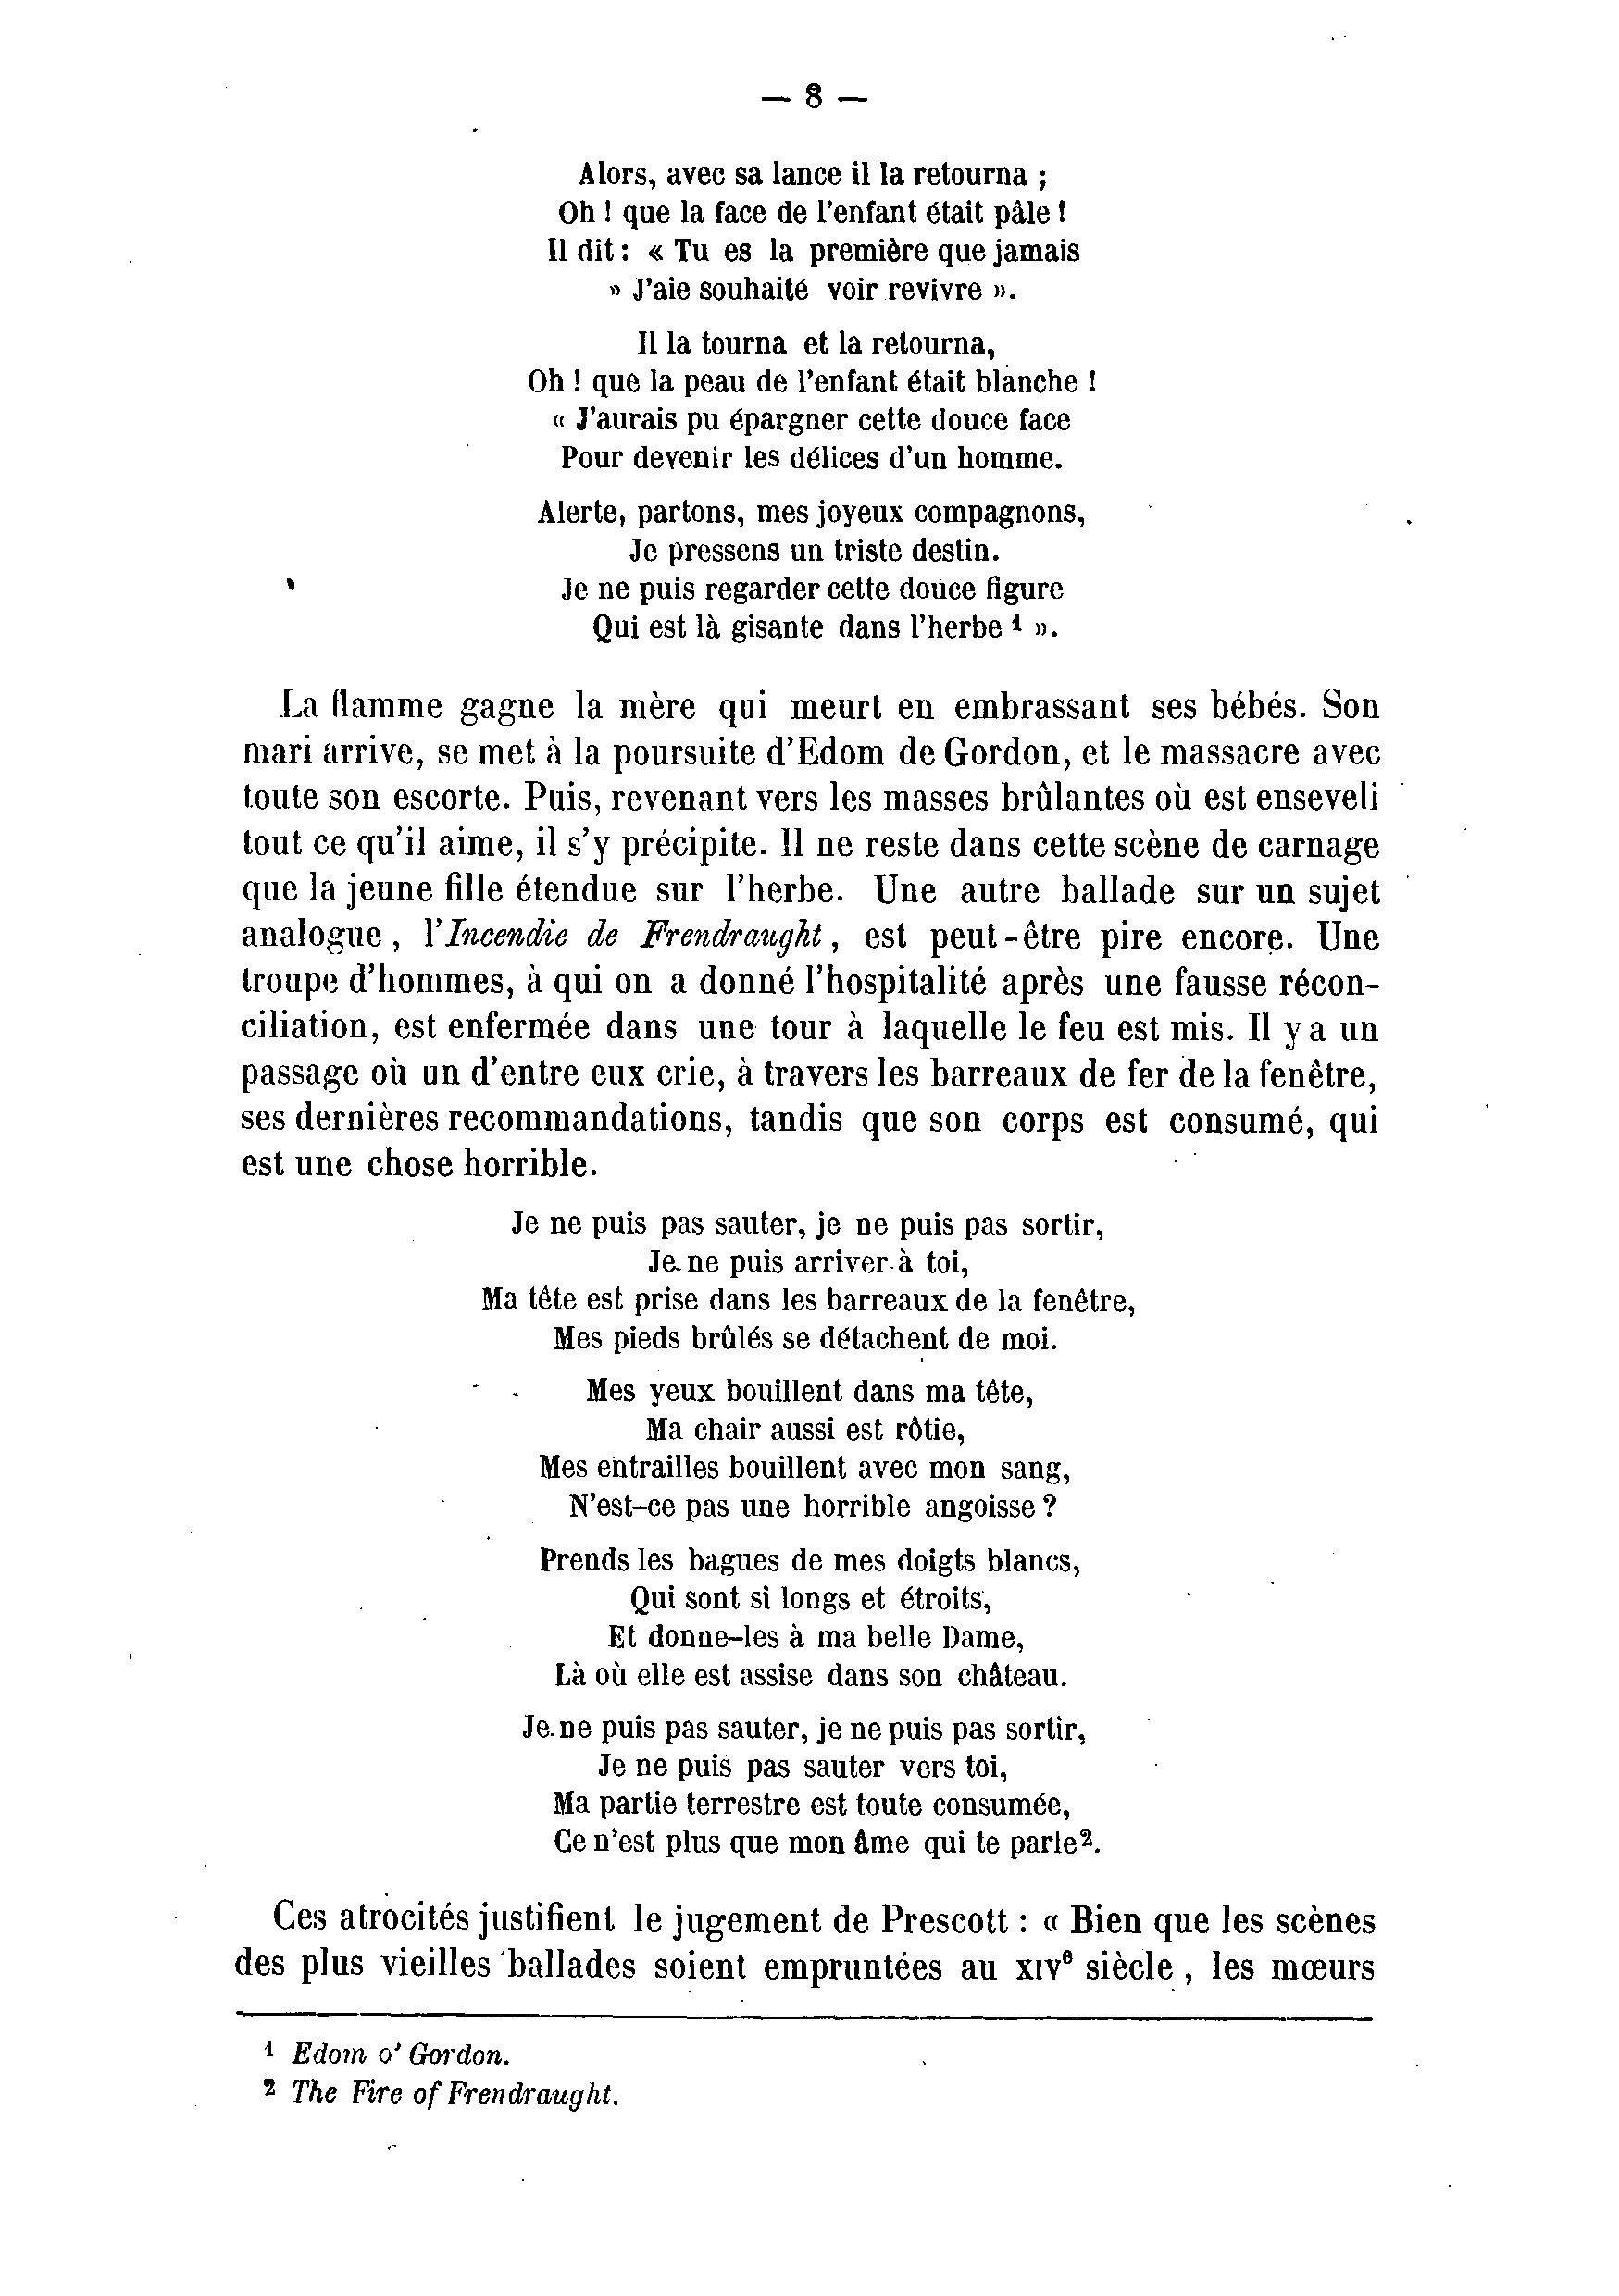 — 8 —
Alors, avec sa lance il la retourna ;
Oh ! que la face de l'enfant était pâle !
Il dit : « Tu es la première que jamais
» J'aie souhaité voir revivre ».
Il la tourna et la retourna,
Oh ! que la peau de l'enfant était blanche !
« J'aurais pu épargner cette douce face
Pour devenir les délices d'un homme.
Alerte, partons, mes joyeux compagnons,
Je pressens un triste destin.
Je ne puis regarder cette douce figure
Qui est là gisante dans l'herbe ¹ ».
La flamme gagne la mère qui meurt en embrassant ses bébés. Son
mari arrive, se met à la poursuite d'Edom de Gordon, et le massacre avec
toute son escorte. Puis, revenant vers les masses brûlantes où est enseveli
tout ce qu'il aime, il s'y précipite. Il ne reste dans cette scène de carnage
que la jeune fille étendue sur l'herbe. Une autre ballade sur un sujet
analogue, l'Incendie de Frendraught, est peut-être pire encore. Une
troupe d'hommes, à qui on a donné l'hospitalité après une fausse récon-
ciliation, est enfermée dans une tour à laquelle le feu est mis. Il y a un
passage où un d'entre eux crie, à travers les barreaux de fer de la fenêtre,
ses dernières recommandations, tandis que son corps est consumé, qui
est une chose horrible.
Je ne puis pas sauter, je ne puis pas sortir,
Je ne puis arriver à toi,
Ma tête est prise dans les barreaux de la fenêtre,
Mes pieds brûlés se détachent de moi.
Mes yeux bouillent dans ma tête,
Ma chair aussi est rôtie,
Mes entrailles bouillent avec mon sang,
N'est-ce pas une horrible angoisse ?
Prends les bagues de mes doigts blancs,
Qui sont si longs et étroits,
Et donne-les à ma belle Dame,
Là où elle est assise dans son château.
Je ne puis pas sauter, je ne puis pas sortir,
Je ne puis pas sauter vers toi,
Ma partie terrestre est toute consumée,
Ce n'est plus que mon âme qui te parle².
Ces atrocités justifient le jugement de Prescott : « Bien que les scènes
des plus vieilles ballades soient empruntées au XIVᵉ siècle, les mœurs
¹ Edom o' Gordon.
² The Fire of Frendraught.